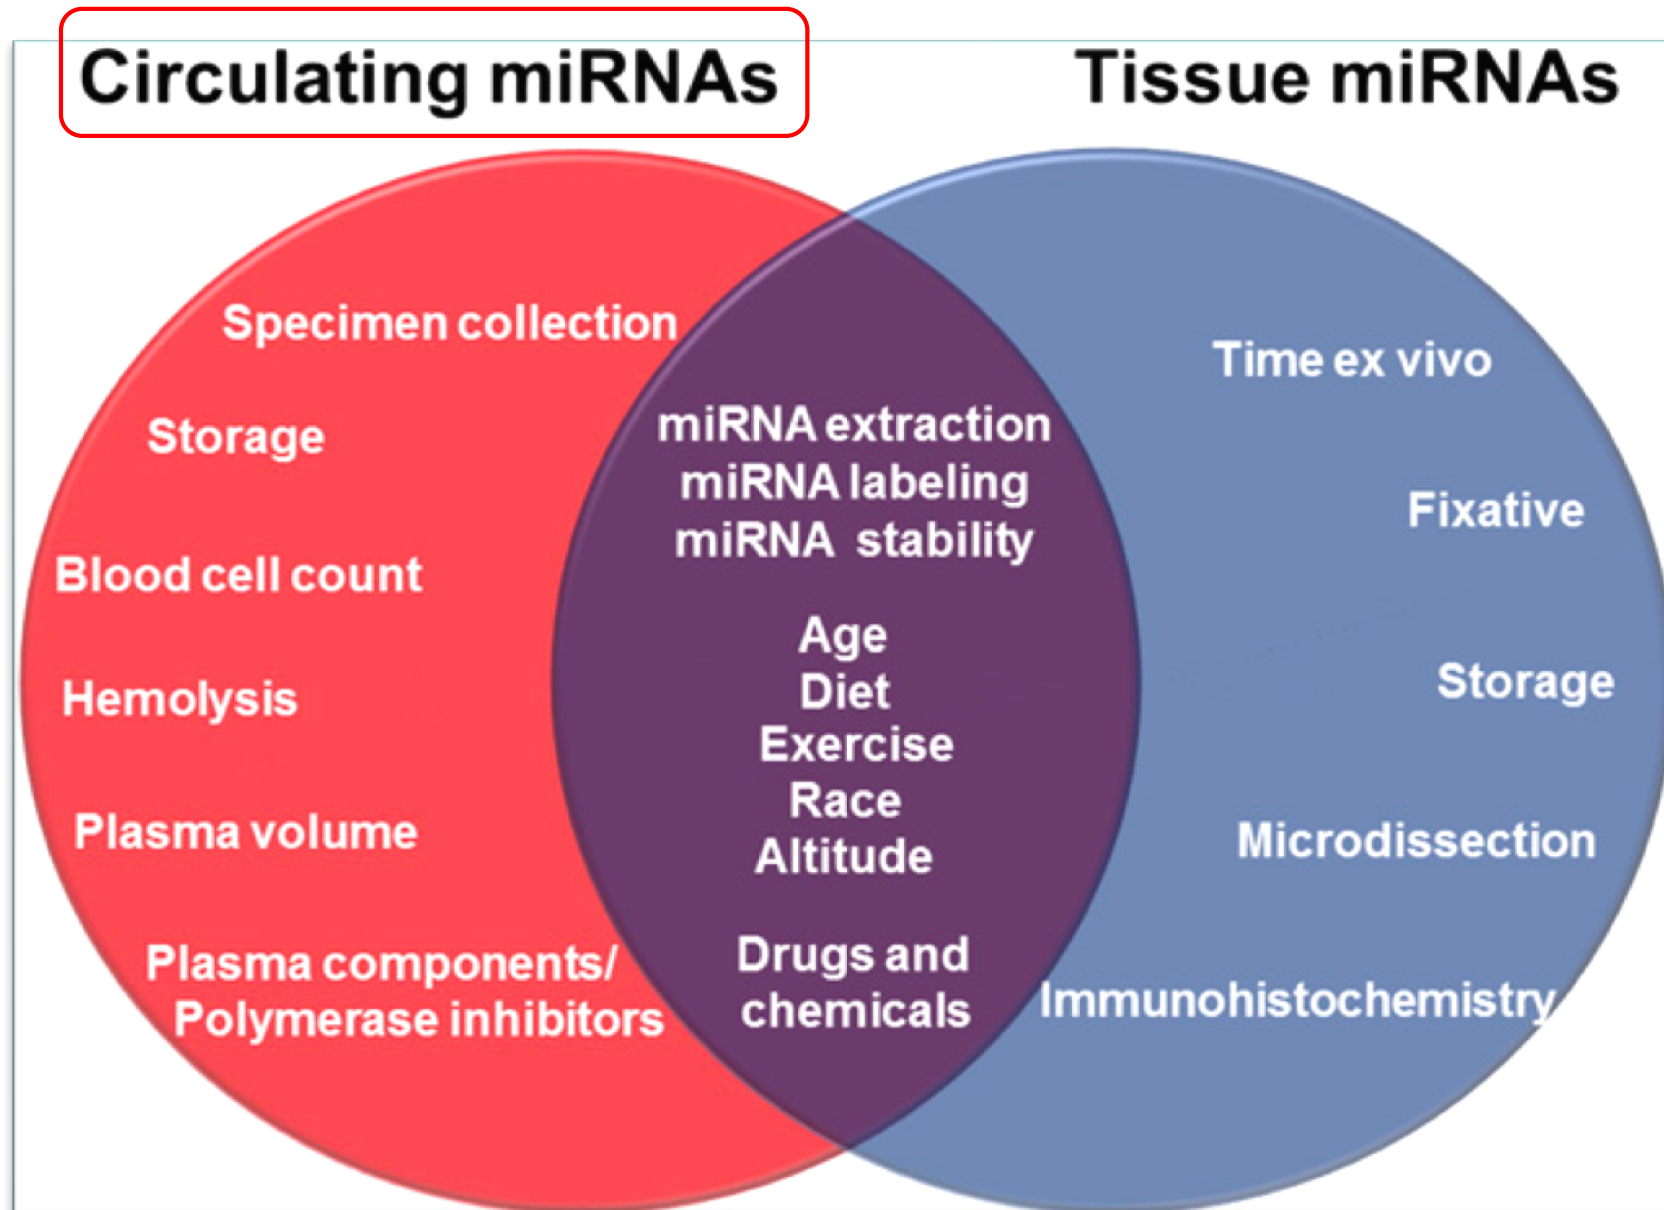 Circulating miRNAs
Tissue miRNAs
Specimen collection
Storage
Blood cell count
Hemolysis
Plasma volume
Plasma components/
Polymerase inhibitors
miRNA extraction
miRNA labeling
miRNA stability
Age
Diet
Exercise
Race
Altitude
Drugs and
chemicals
Time ex vivo
Fixative
Storage
Microdissection
Immunohistochemistry